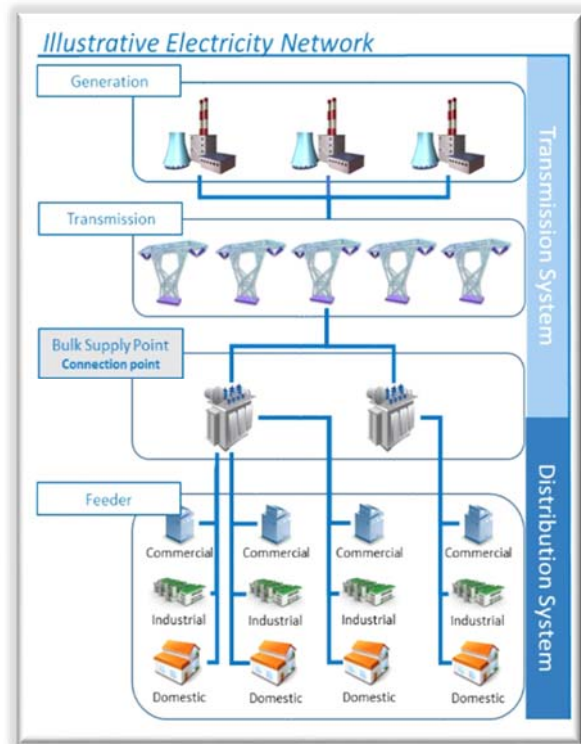 Illustrative Electricity Network
Generation
Transmission
Bulk Supply Point
Connection point
Feeder
Commercial
Commercial
Commercial
Commercial
Industrial
Industrial
Industrial
Industrial
Domestic
Domestic
Domestic
Domestic
Transmission System
Distribution System